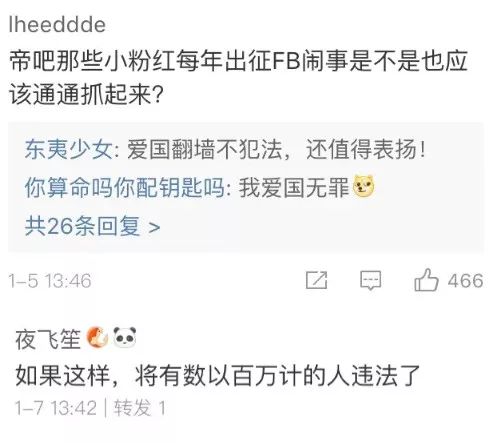 lheeddde
帝吧那些小粉红每年出征FB闹事是不是也应
该通通抓起来?
东夷少女: 爱国翻墙不犯法，还值得表扬！
你算命吗你配钥匙吗: 我爱国无罪
共26条回复 >
1-5 13:46
466
夜飞笙
如果这样，将有数以百万计的人违法了
1-7 13:42 | 转发 1